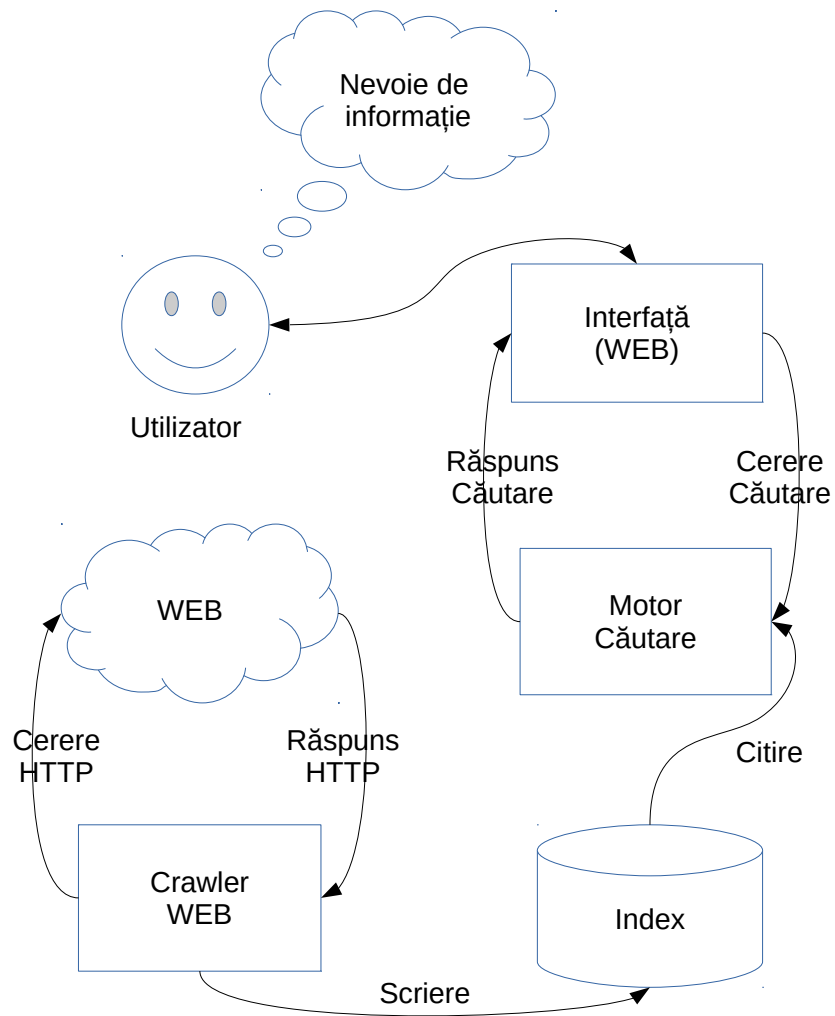 Nevoie de
informație
Interfață
(WEB)
Utilizator
Răspuns
Căutare
Cerere
Căutare
WEB
Motor
Căutare
Cerere
HTTP
Răspuns
HTTP
Citire
Crawler
WEB
Index
Scriere